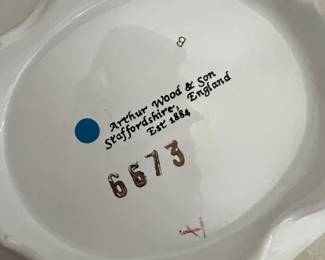 B
Arthur Wood & Son
Staffordshire, England
Est 1884
6673